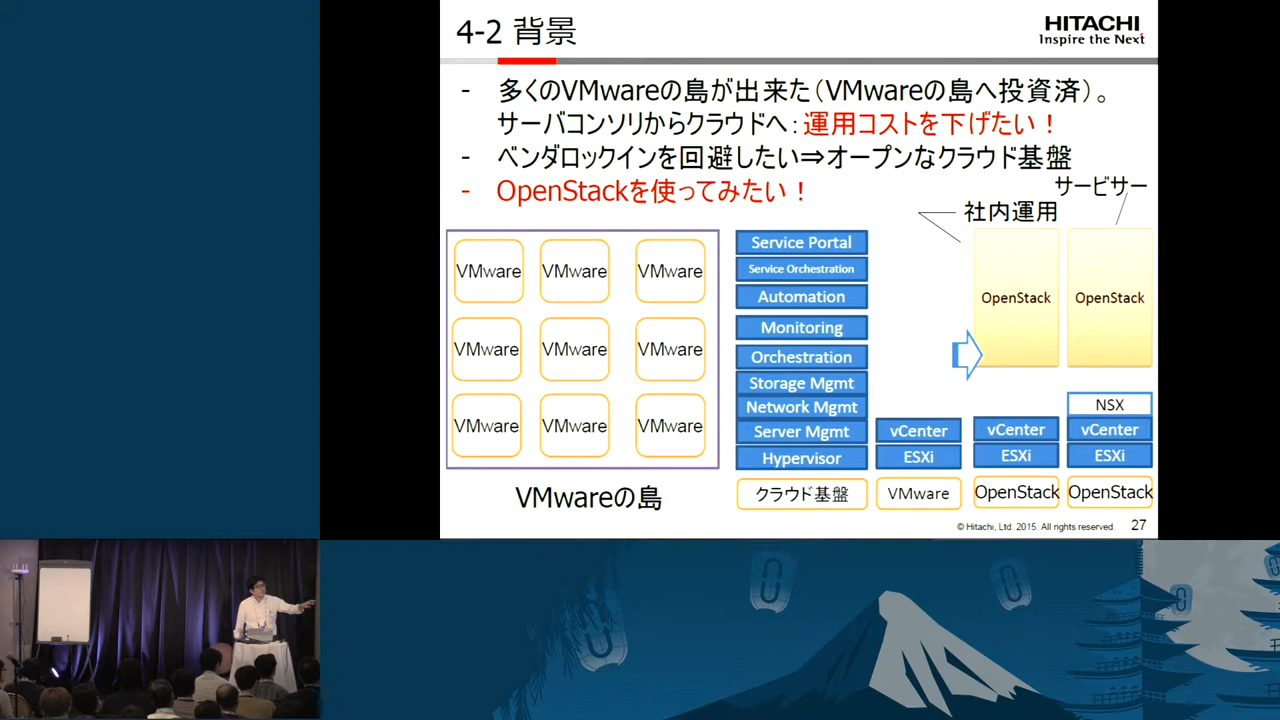 4-2 背景
HITACHI
Inspire the Next
- 多くのVMwareの島が出来た（VMwareの島へ投資済）。
サーバコンソリからクラウドへ：運用コストを下げたい！
- ベンダロックインを回避したい⇒オープンなクラウド基盤
- OpenStackを使ってみたい！
サービサー
社内運用
VMware VMware VMware
VMware VMware VMware
VMware VMware VMware
VMwareの島
Service Portal
Service Orchestration
Automation
Monitoring
Orchestration
Storage Mgmt
Network Mgmt
Server Mgmt
Hypervisor
クラウド基盤
vCenter
ESXi
VMware
OpenStack
vCenter
ESXi
OpenStack
OpenStack
NSX
vCenter
ESXi
OpenStack
© Hitachi, Ltd. 2015. All rights reserved.
27